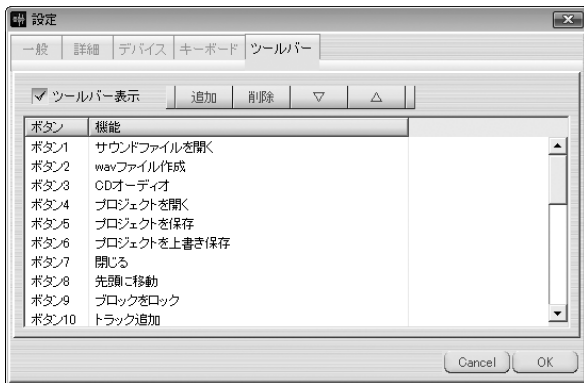 設定
一般 詳細 デバイス キーボード ツールバー
ツールバー表示 追加 削除 ▽ △
ボタン 機能
ボタン1 サウンドファイルを開く
ボタン2 wavファイル作成
ボタン3 CDオーディオ
ボタン4 プロジェクトを開く
ボタン5 プロジェクトを保存
ボタン6 プロジェクトを上書き保存
ボタン7 閉じる
ボタン8 先頭に移動
ボタン9 ブロックをロック
ボタン10 トラック追加
Cancel OK